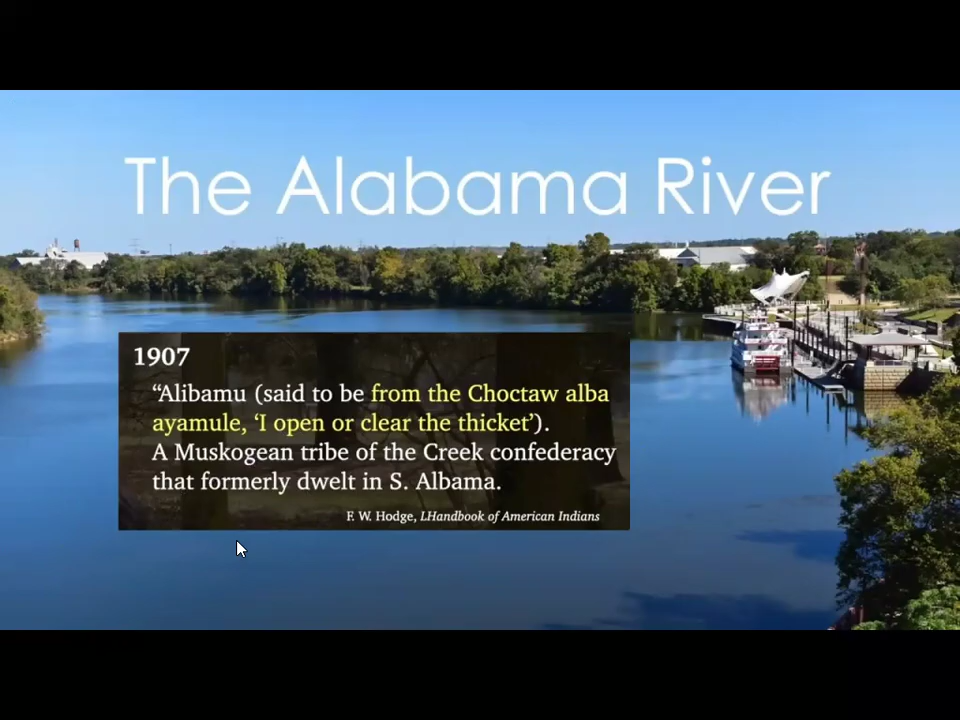 The Alabama River
1907
“Alibamu (said to be from the Choctaw alba
ayamule, ‘I open or clear the thicket’).
A Muskogean tribe of the Creek confederacy
that formerly dwelt in S. Albama.
F. W. Hodge, LHandbook of American Indians